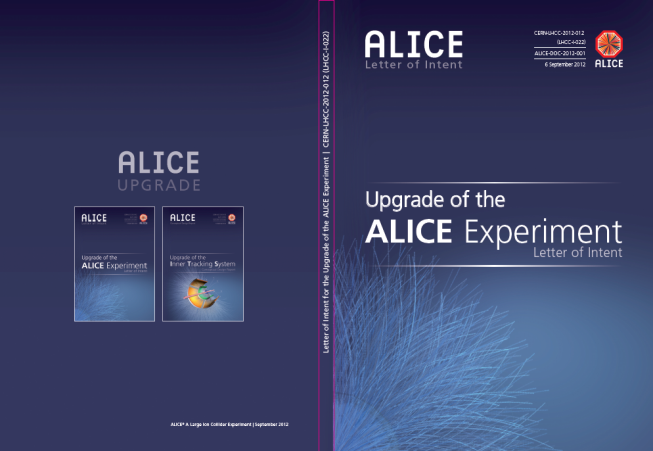 ALICE
UPGRADE
ALICE
Upgrade of the
ALICE Experiment
Letter of Intent
ALICE
Upgrade of the
Inner Tracking System
ALICE® A Large Ion Collider Experiment | September 2012
Letter of Intent for the Upgrade of the ALICE Experiment | CERN-LHCC-2012-012 (LHCC-I-022)
ALICE
Letter of Intent
CERN-LHCC-2012-012
(LHCC-I-022)
ALICE-DOC-2012-001
6 September 2012
ALICE
Upgrade of the
ALICE Experiment
Letter of Intent